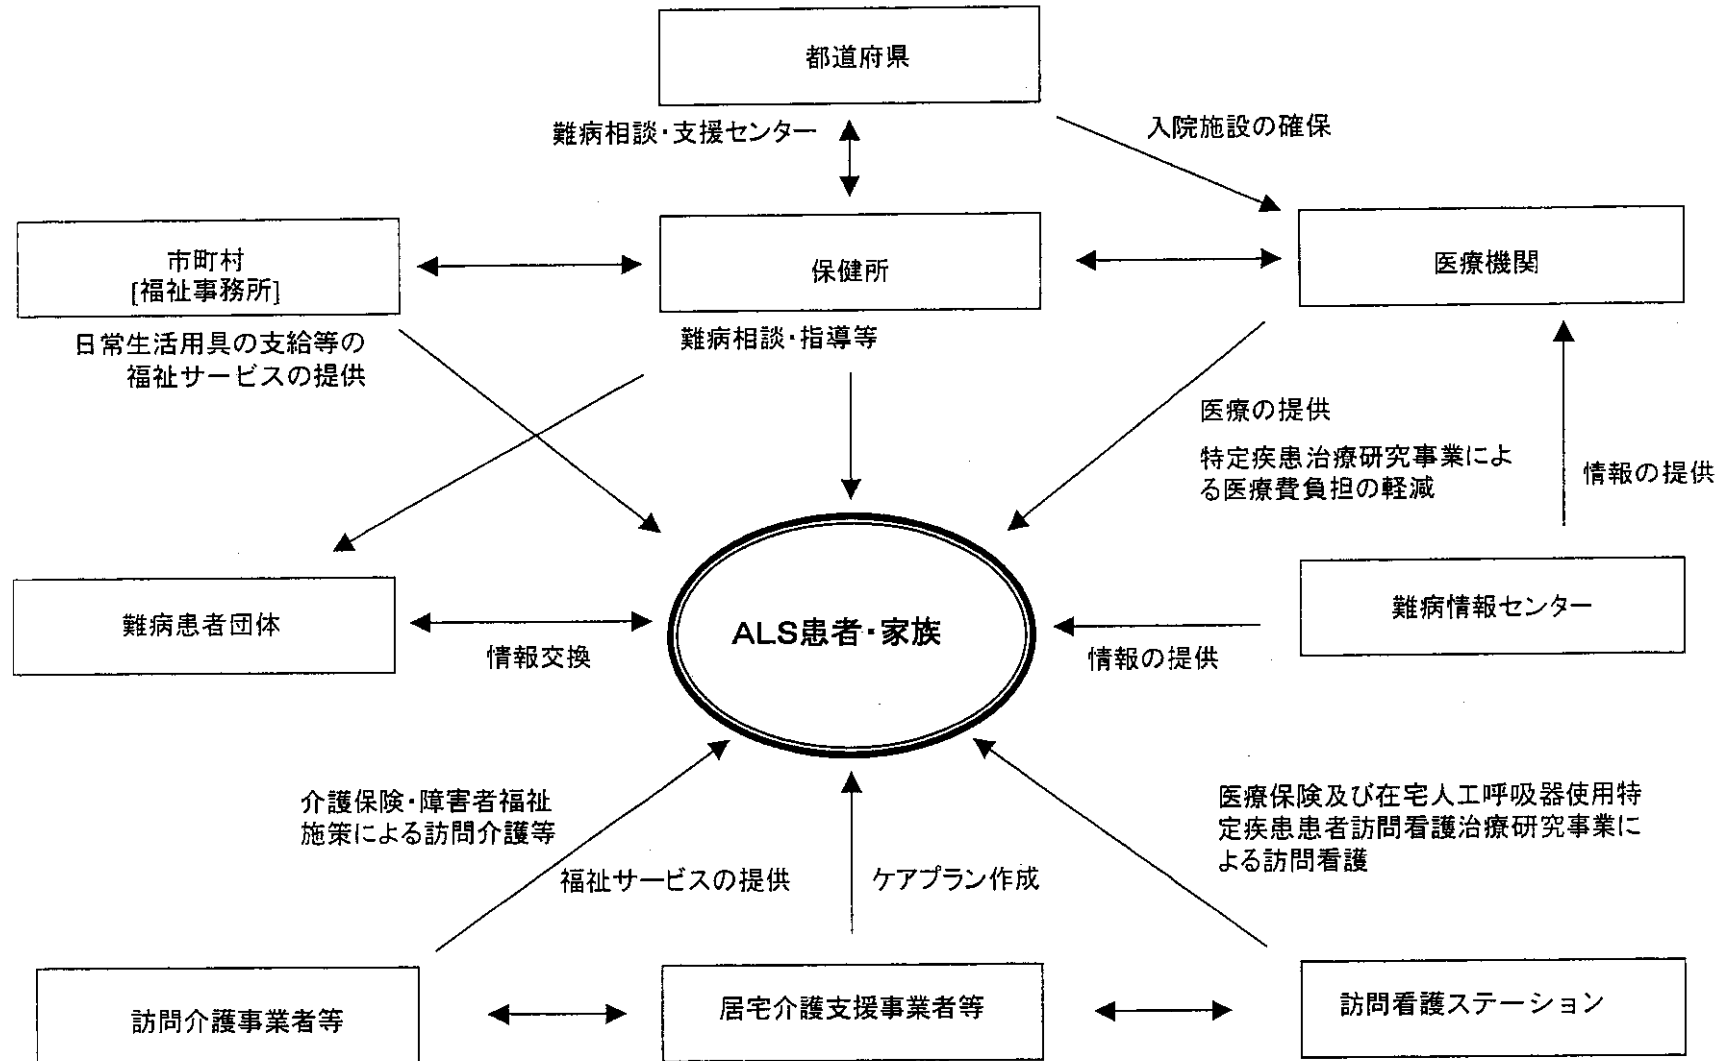 都道府県
難病相談・支援センター
入院施設の確保
市町村
[福祉事務所]
保健所
医療機関
日常生活用具の支給等の
福祉サービスの提供
難病相談・指導等
医療の提供
特定疾患治療研究事業によ
る医療費負担の軽減
情報の提供
難病患者団体
情報交換
ALS患者・家族
情報の提供
難病情報センター
介護保険・障害者福祉
施策による訪問介護等
福祉サービスの提供
ケアプラン作成
医療保険及び在宅人工呼吸器使用特
定疾患患者訪問看護治療研究事業に
よる訪問看護
訪問介護事業者等
居宅介護支援事業者等
訪問看護ステーション